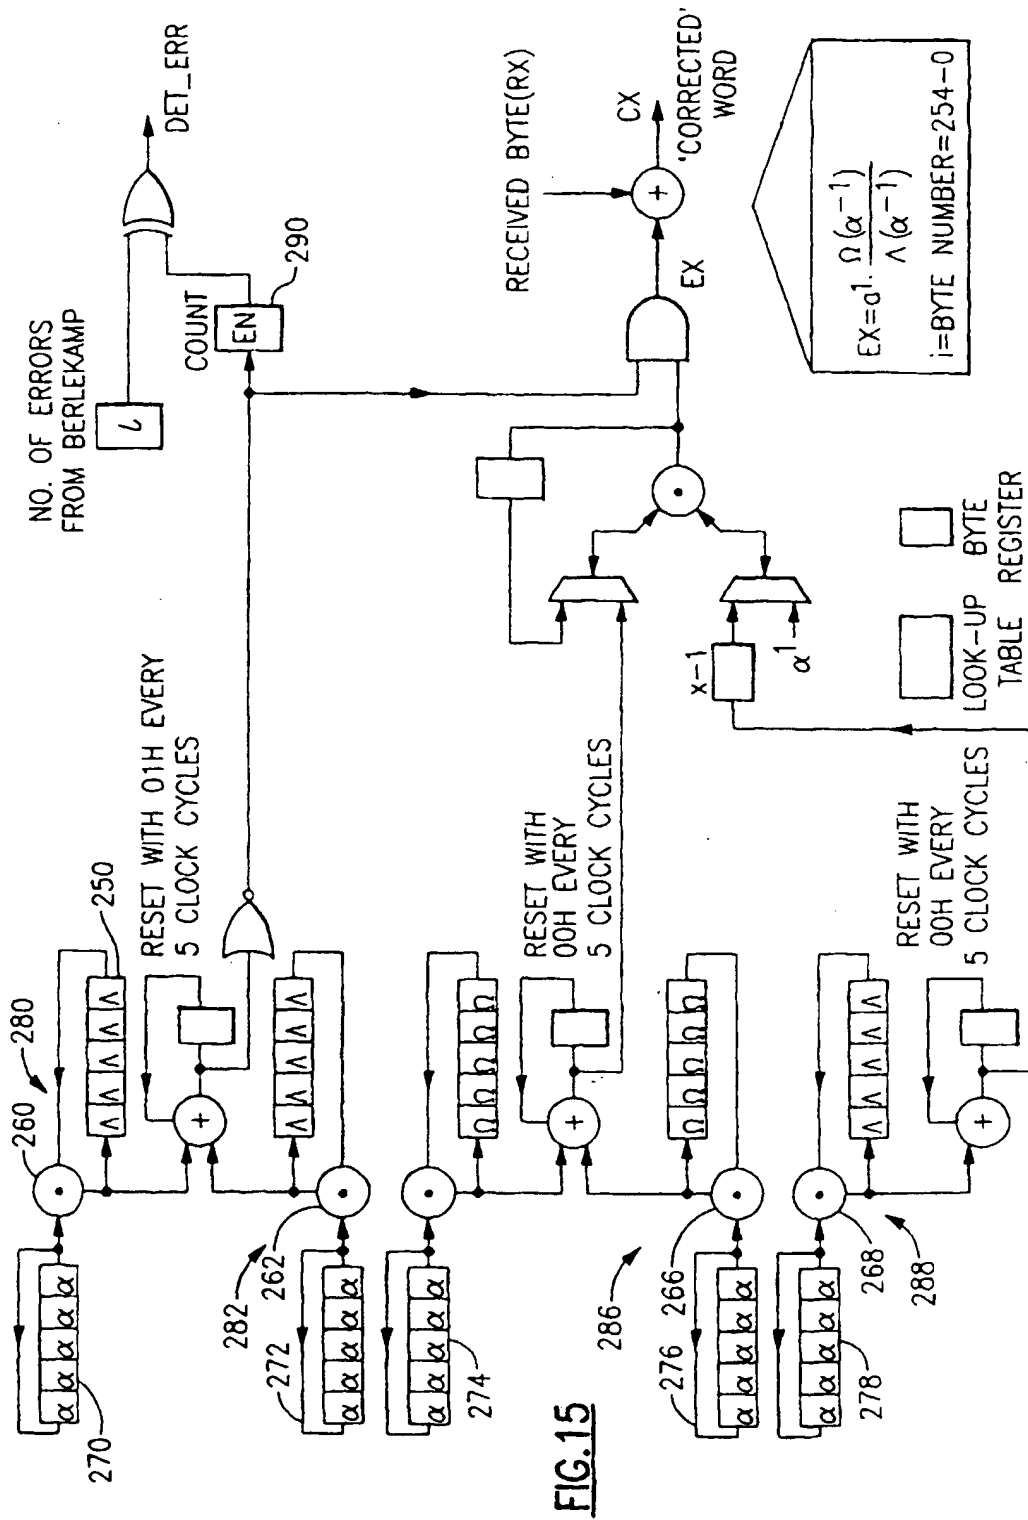 NO. OF ERRORS
FROM BERLEKAMP
l
DET_ERR
COUNT
EN
290
260
280
250
Λ Λ Λ Λ Λ
RESET WITH 01H EVERY
5 CLOCK CYCLES
α α α α α
270
+
Λ Λ Λ Λ Λ
282
262
272
α α α α α
RECEIVED BYTE(RX)
EX
+
CX
'CORRECTED'
WORD
Ω Ω Ω Ω Ω
RESET WITH
00H EVERY
5 CLOCK CYCLES
α α α α α
274
+
Ω Ω Ω Ω Ω
286
266
276
α α α α α
x-1
α1
EX=a1. Ω(α-1)
Λ(α-1)
i=BYTE NUMBER=254-0
268
288
Λ Λ Λ Λ Λ
α α α α α
278
+
RESET WITH
00H EVERY
5 CLOCK CYCLES
LOOK-UP
TABLE
BYTE
REGISTER
FIG.15